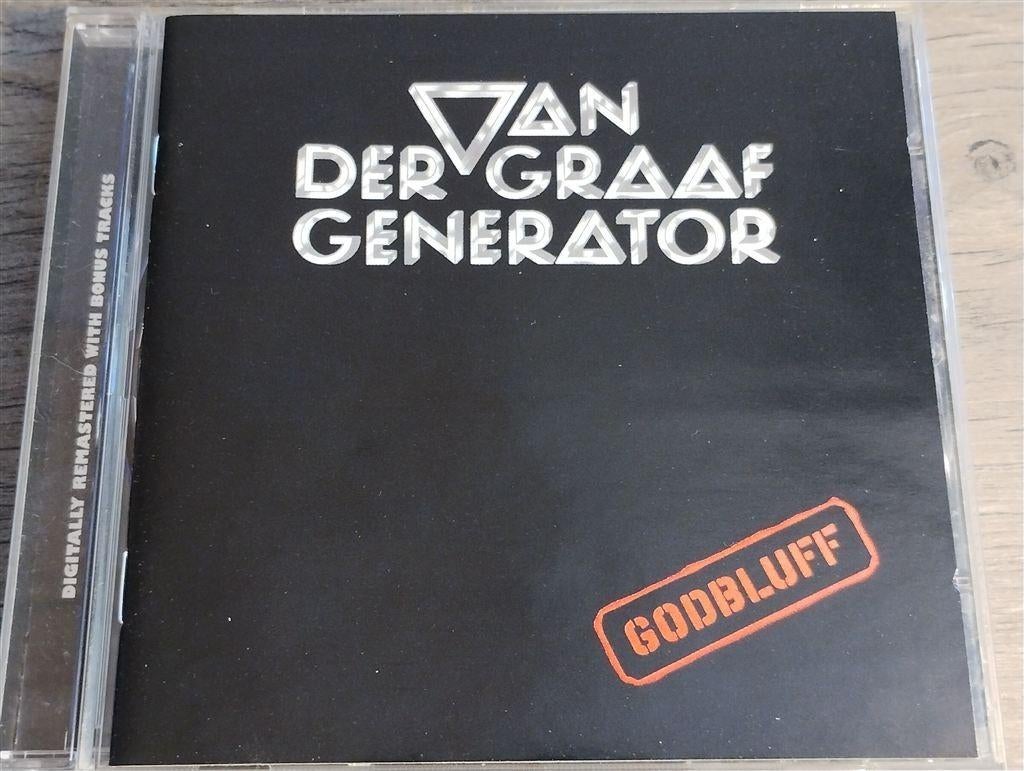 VAN
DER GRAAF
GENERATOR
GODBLUFF
DIGITALLY REMASTERED WITH BONUS TRACKS